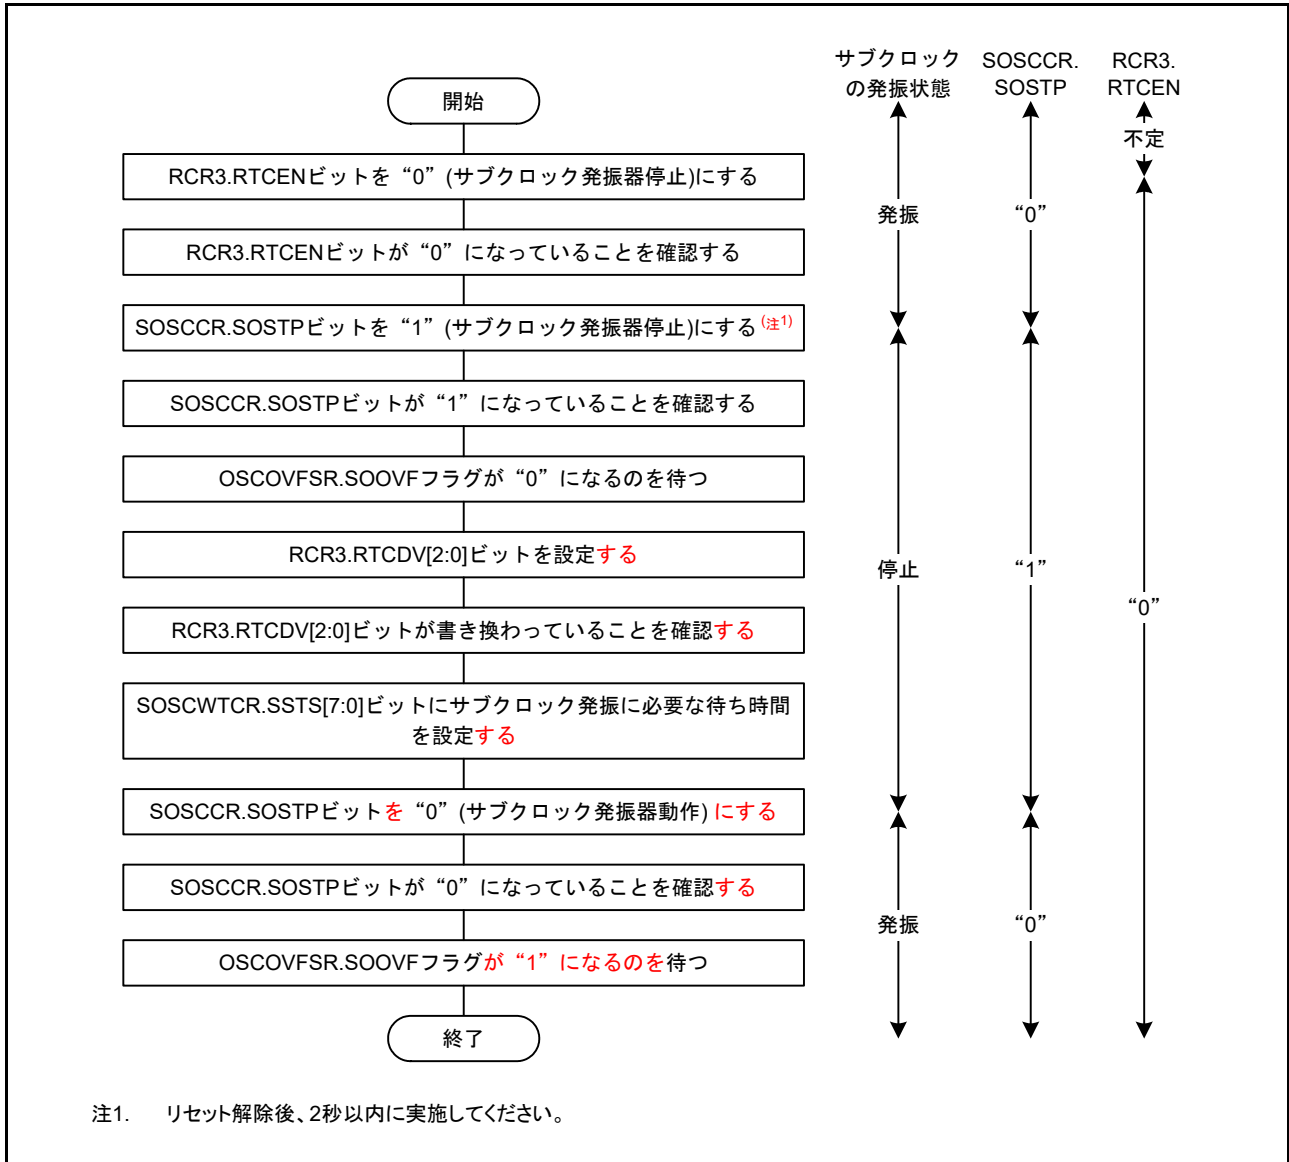 サブクロック
の発振状態
SOSCCR.
SOSTP
RCR3.
RTCEN
開始
不定
RCR3.RTCENビットを“0”(サブクロック発振器停止)にする
発振
“0”
RCR3.RTCENビットが“0”になっていることを確認する
SOSCCR.SOSTPビットを“1”(サブクロック発振器停止)にする(注1)
SOSCCR.SOSTPビットが“1”になっていることを確認する
OSCOVFSR.SOOVFフラグが“0”になるのを待つ
RCR3.RTCDV[2:0]ビットを設定する
停止
“1”
“0”
RCR3.RTCDV[2:0]ビットが書き換わっていることを確認する
SOSCWTCR.SSTS[7:0]ビットにサブクロック発振に必要な待ち時間
を設定する
SOSCCR.SOSTPビットを“0”(サブクロック発振器動作)にする
SOSCCR.SOSTPビットが“0”になっていることを確認する
発振
“0”
OSCOVFSR.SOOVFフラグが“1”になるのを待つ
終了
注1. リセット解除後、2秒以内に実施してください。